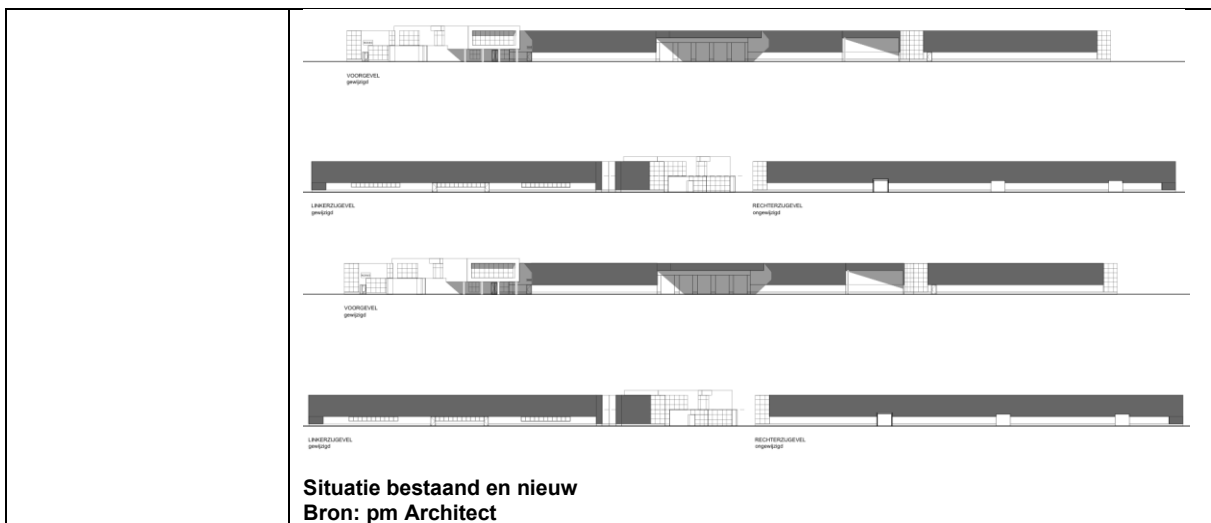 VOORGEVEL
gewijzigd
LINKERZIJGEVEL
gewijzigd
RECHTERZIJGEVEL
ongewijzigd
VOORGEVEL
gewijzigd
LINKERZIJGEVEL
gewijzigd
RECHTERZIJGEVEL
ongewijzigd
Situatie bestaand en nieuw
Bron: pm Architect